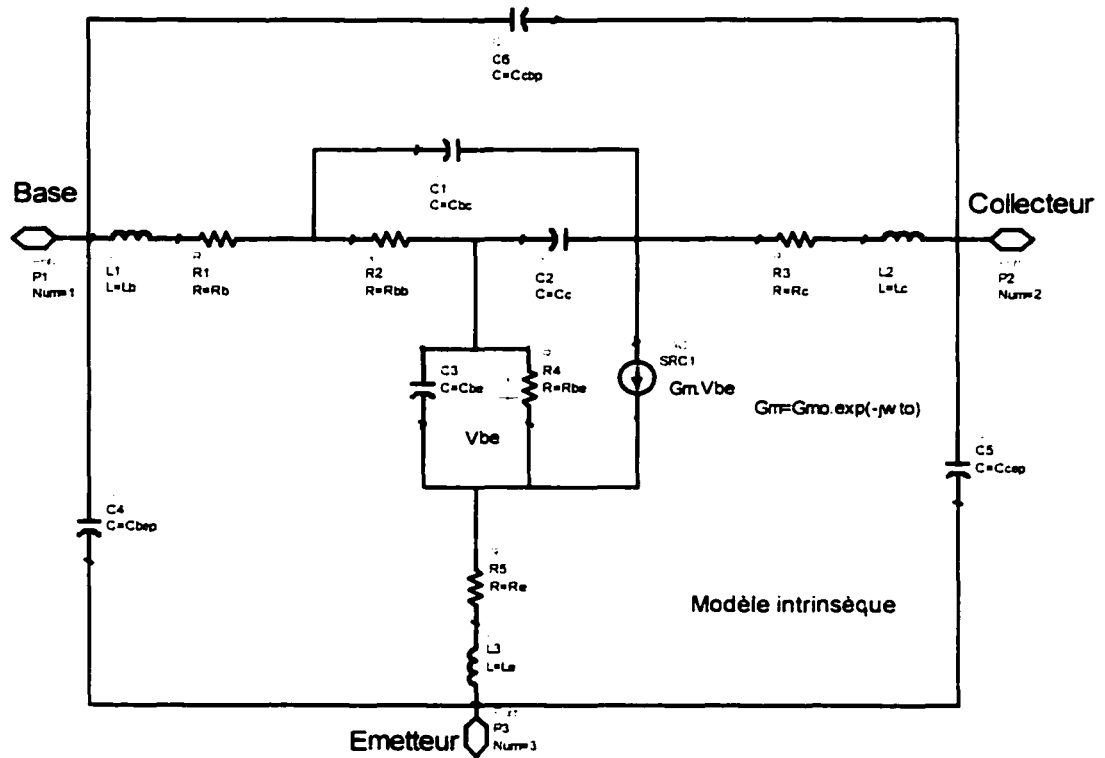 C6
C=Ccbp
C1
C=Cbc
Base
Collecteur
P1
Num=1
L1
L=Lb
R1
R=Rb
R2
R=Rbb
C2
C=Cc
R3
R=Rc
L2
L=Lc
P2
Num=2
C3
C=Cbe
R4
R=Rbe
SRC1
Gm.Vbe
Gm=Gmo.exp(-jw to)
Vbe
C5
C=Ccep
C4
C=Cbep
R5
R=Re
Modèle intrinsèque
L3
L=Le
Emetteur
P3
Num=3